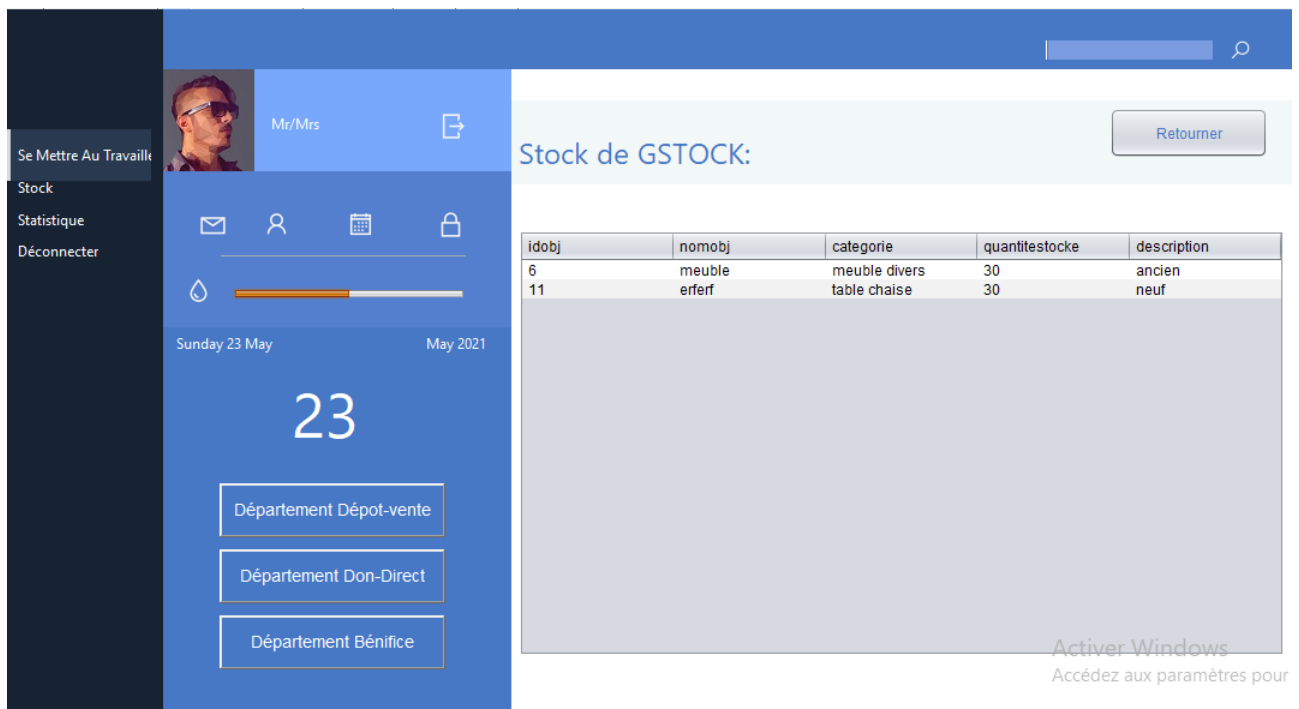 Se Mettre Au Travaille
Stock
Statistique
Déconnecter
Mr/Mrs
Sunday 23 May
May 2021
23
Département Dépot-vente
Département Don-Direct
Département Bénifice
Stock de GSTOCK:
Retourner
idobj nomobj categorie quantitestocke description
6 meuble meuble divers 30 ancien
11 erferf table chaise 30 neuf
Activer Windows
Accédez aux paramètres pour